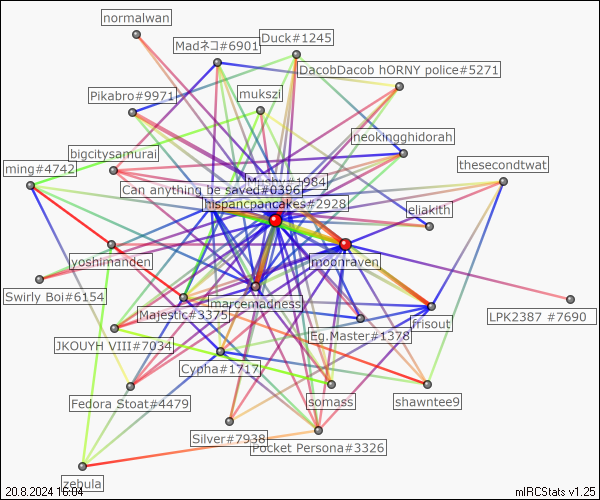 normalwan
Madネコ#6901
Duck#1245
DacobDacob hORNY police#5271
Pikabro#9971
mukszi
neokingghidorah
bigcitysamurai
ming#4742
thesecondtwat
Mushy#1984
Can anything be saved#0396
hispancpancakes#2928
eliakith
yoshimanden
moonraven
Swirly Boi#6154
marcemadness
Majestic#3375
LPK2387 #7690
frisout
Eg.Master#1378
JKOUYH VIII#7034
Cypha#1717
Fedora Stoat#4479
somass
shawntee9
Silver#7938
Pocket Persona#3326
zebula
20.8.2024 16:04
mIRCStats v1.25